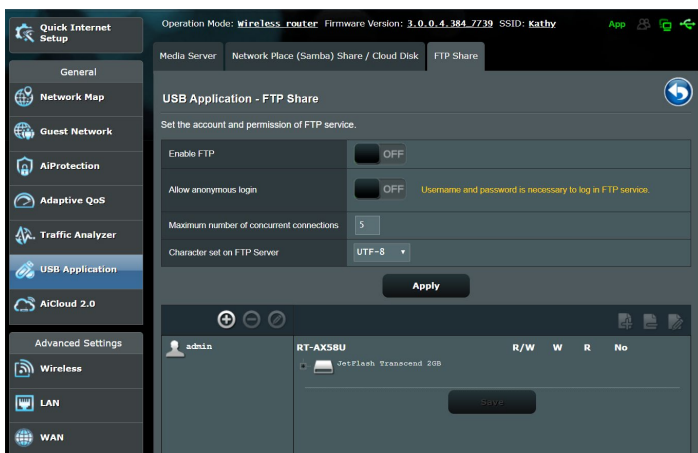 Quick Internet
Setup
Operation Mode: Wireless router Firmware Version: 3.0.0.4.384_7739 SSID: Kathy
App
Media Server
Network Place (Samba) Share / Cloud Disk
FTP Share
General
Network Map
Guest Network
AiProtection
Adaptive QoS
Traffic Analyzer
USB Application
AiCloud 2.0
Advanced Settings
Wireless
LAN
WAN
USB Application - FTP Share
Set the account and permission of FTP service.
Enable FTP
OFF
Allow anonymous login
OFF
Username and password is necessary to log in FTP service.
Maximum number of concurrent connections
5
Character set on FTP Server
UTF-8
Apply
admin
RT-AX58U
R/W W R No
JetFlash Transcend 2GB
Save